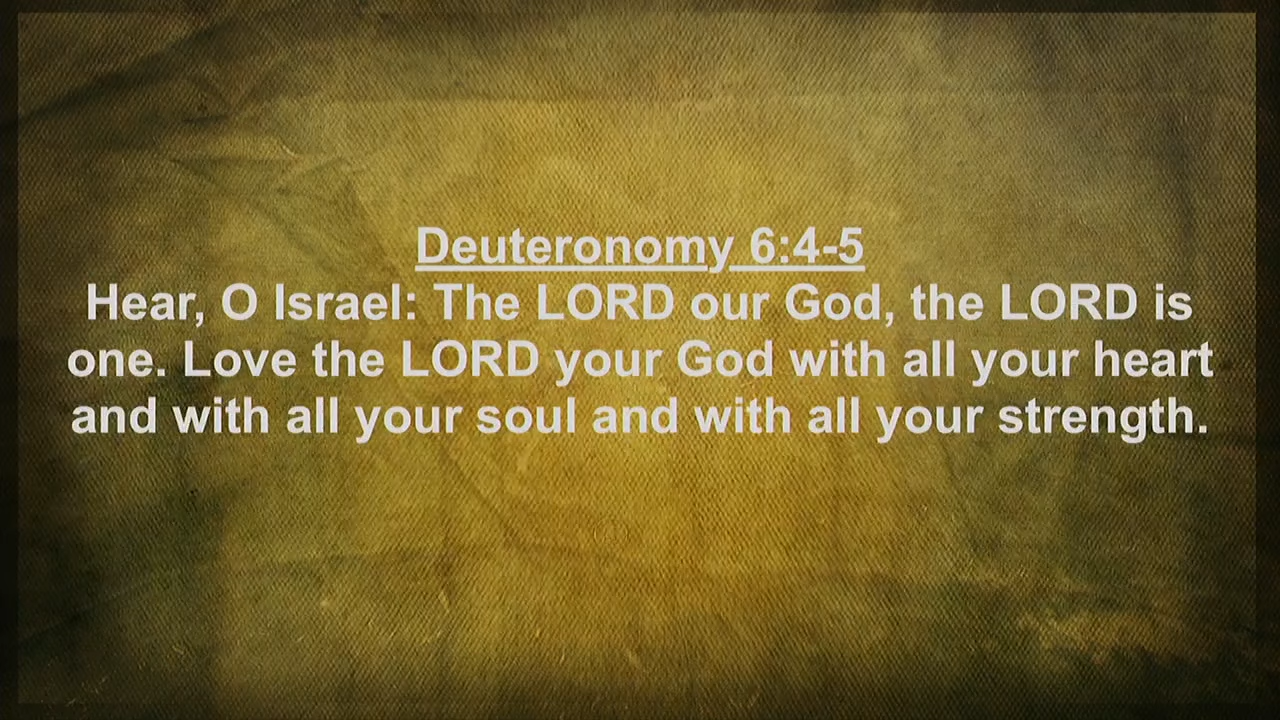 Deuteronomy 6:4-5
Hear, O Israel: The LORD our God, the LORD is
one. Love the LORD your God with all your heart
and with all your soul and with all your strength.